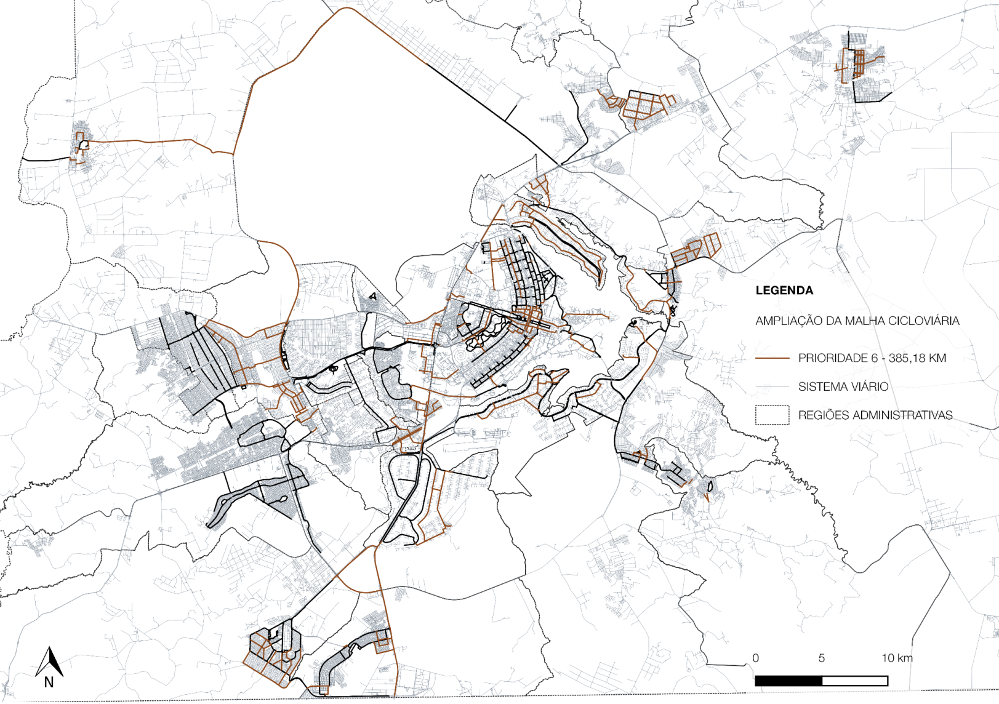 LEGENDA
AMPLIAÇÃO DA MALHA CICLOVIÁRIA
PRIORIDADE 6 - 385,18 KM
SISTEMA VIÁRIO
REGIÕES ADMINISTRATIVAS
0 5 10 km
N